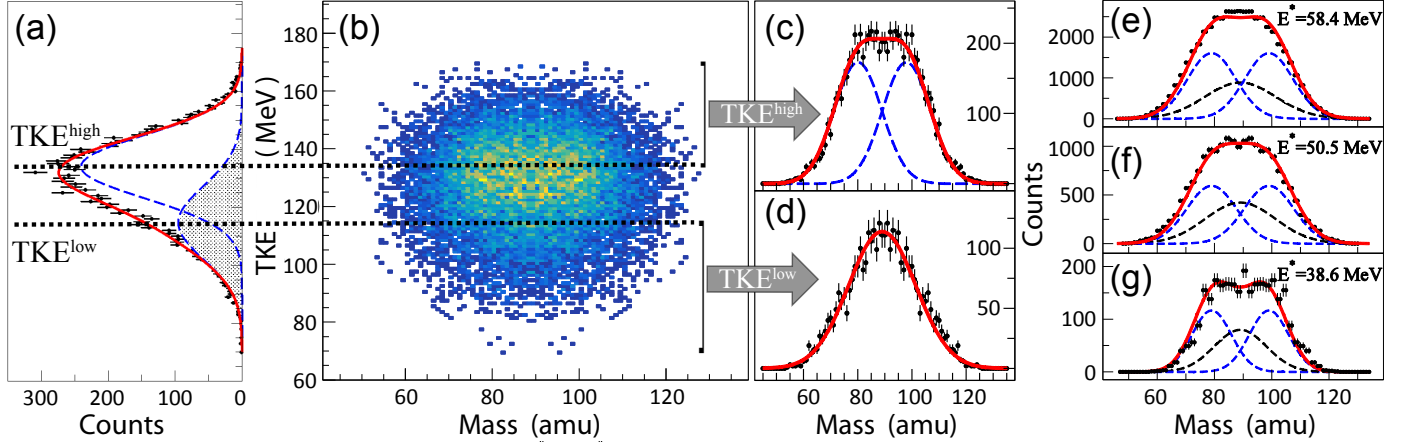 (a)
TKE^high
TKE^low
300 200 100 0
Counts
(b)
180
160
140
120
100
80
60
TKE (MeV)
60 80 100 120
Mass (amu)
TKE^high
TKE^low
(c)
200
100
(d)
100
50
60 80 100 120
Mass (amu)
Counts
(e)
E*=58.4 MeV
2500
1000
0
(f)
E*=50.5 MeV
1000
500
0
(g)
E*=38.6 MeV
200
100
0
60 80 100 120
Mass (amu)